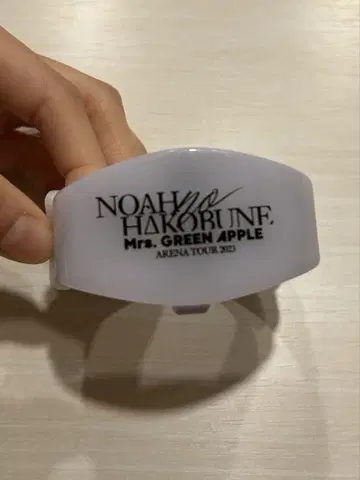 NOAH no
HAKOBUNE
Mrs. GREEN APPLE
ARENA TOUR 2023